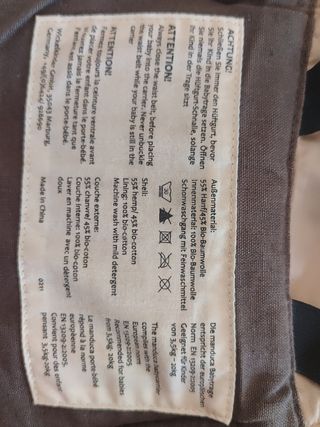 ACHTUNG!
Schließen Sie immer den Hüftgurt, bevor
Sie Ihr Kind in die Babytrage setzen. Öffnen
Sie niemals die Hüftgurt-Schnalle, solange
Ihr Kind in der Trage sitzt
ATTENTION!
Always close the waist belt, before placing
your baby into the carrier. Never unbuckle
the waist belt while your baby is still in the
carrier
ATTENTION!
Fermez toujours la ceinture ventrale avant
de placer votre enfant dans le porte-bébé.
N'ouvrez jamais la fermeture tant que
l'enfant est assis dans le porte-bébé.
Wickelkinder GmbH, 35043 Marburg,
Germany
Außenmaterial:
55% Hanf/45% Bio-Baumwolle
Innenmaterial: 100% Bio-Baumwolle
Schonwaschgang mit Feinwaschmittel
Shell:
55% hemp/ 45% bio-cotton
Lining: 100% bio-cotton
Machine wash with mild detergent
Couche externe:
55% chanvre/ 45% bio-coton
Couche interne: 100% bio-coton
Laver en machine avec un détergent
doux
Made in China
0211
Die manduca Babytrage
entspricht der europäischen
Norm EN 13209-2:2005
Geeignet für Kinder
von 3,5kg - 20kg
The manduca babycarrier
complies with the
European norm
EN 13209-2:2005
Recommended for babies
from 3,5kg - 20kg
Le manduca porte-bébé
répond à la norme
européenne
EN 13209-2:2005.
Convient pour des enfants
pensant 3,5kg - 20kg